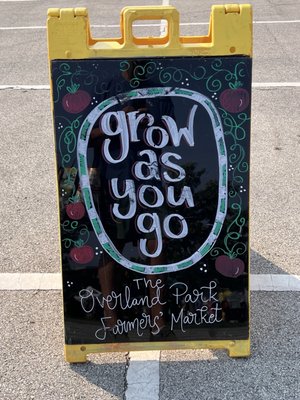 grow
as
you
go
The
Overland Park
Farmers' Market